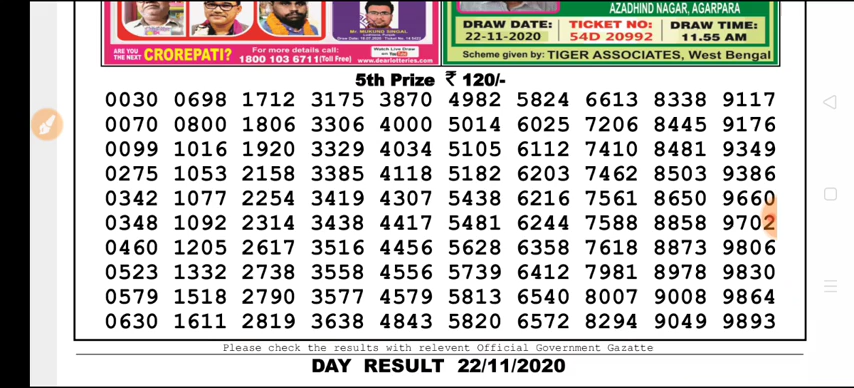 AZADHIND NAGAR, AGARPARA
DRAW DATE: TICKET NO: DRAW TIME:
22-11-2020 54D 20992 11.55 AM
Scheme given by: TIGER ASSOCIATES, West Bengal
Mr. MUKUND SINGAL
ARE YOU THE NEXT CROREPATI?
For more details call:
1800 103 6711(Toll Free)
Watch Live Draw on YouTube
www.dearlotteries.com
5th Prize ₹ 120/-
0030 0698 1712 3175 3870 4982 5824 6613 8338 9117
0070 0800 1806 3306 4000 5014 6025 7206 8445 9176
0099 1016 1920 3329 4034 5105 6112 7410 8481 9349
0275 1053 2158 3385 4118 5182 6203 7462 8503 9386
0342 1077 2254 3419 4307 5438 6216 7561 8650 9660
0348 1092 2314 3438 4417 5481 6244 7588 8858 9702
0460 1205 2617 3516 4456 5628 6358 7618 8873 9806
0523 1332 2738 3558 4556 5739 6412 7981 8978 9830
0579 1518 2790 3577 4579 5813 6540 8007 9008 9864
0630 1611 2819 3638 4843 5820 6572 8294 9049 9893
Please check the results with relevent Official Government Gazatte
DAY RESULT 22/11/2020